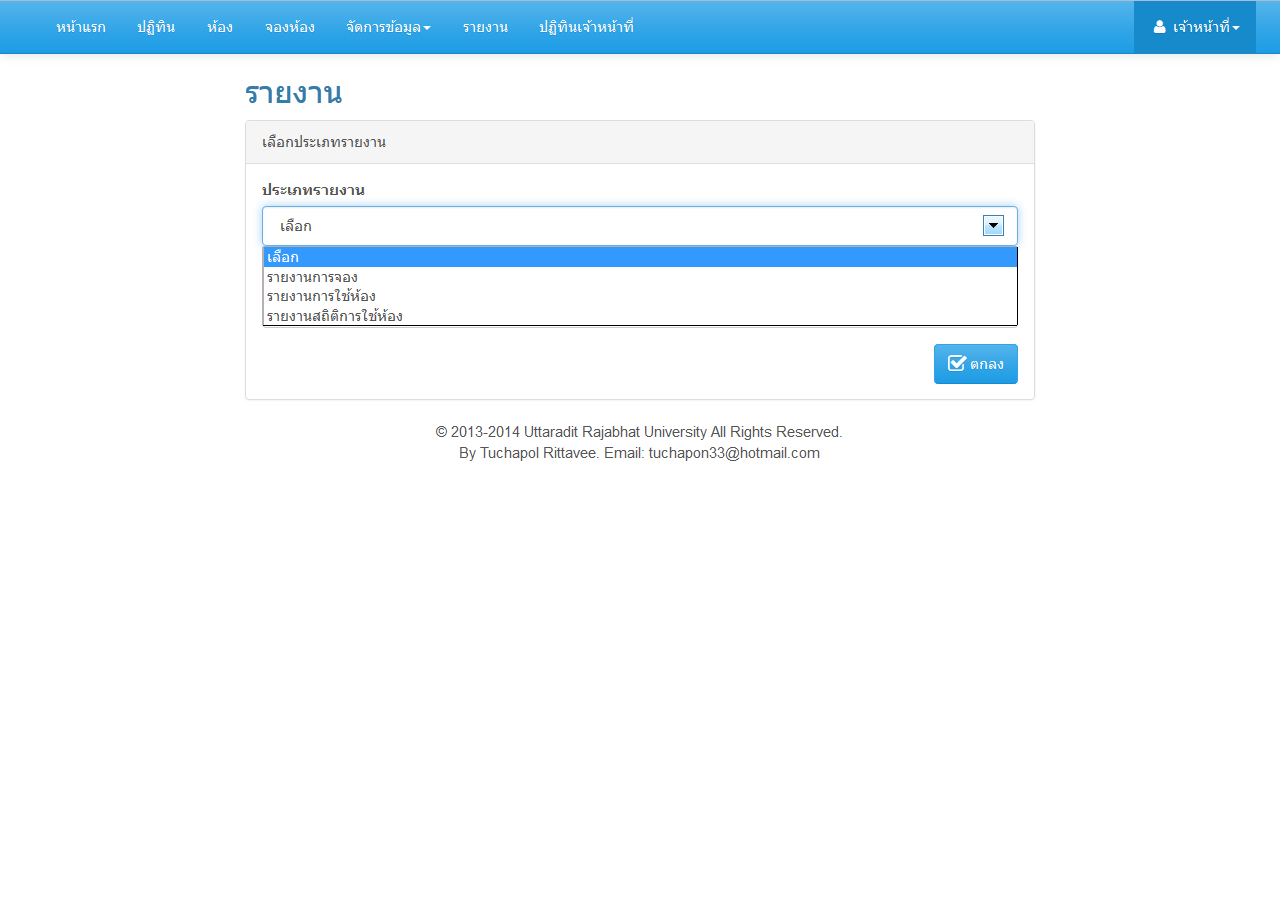 หน้าแรก ปฏิทิน ห้อง จองห้อง จัดการข้อมูล รายงาน ปฏิทินเจ้าหน้าที่ เจ้าหน้าที่
รายงาน
เลือกประเภทรายงาน
ประเภทรายงาน
เลือก
เลือก
รายงานการจอง
รายงานการใช้ห้อง
รายงานสถิติการใช้ห้อง
ตกลง
© 2013-2014 Uttaradit Rajabhat University All Rights Reserved.
By Tuchapol Rittavee. Email: tuchapon33@hotmail.com